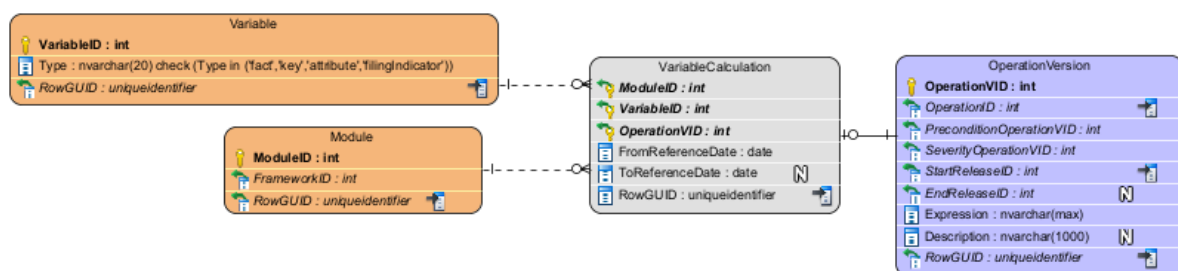 Variable
VariableID : int
Type : nvarchar(20) check (Type in ('fact','key','attribute','filingIndicator'))
RowGUID : uniqueidentifier
Module
ModuleID : int
FrameworkID : int
RowGUID : uniqueidentifier
VariableCalculation
ModuleID : int
VariableID : int
OperationVID : int
FromReferenceDate : date
ToReferenceDate : date N
RowGUID : uniqueidentifier
OperationVersion
OperationVID : int
OperationID : int
PreconditionOperationVID : int
SeverityOperationVID : int
StartReleaseID : int
EndReleaseID : int N
Expression : nvarchar(max)
Description : nvarchar(1000) N
RowGUID : uniqueidentifier